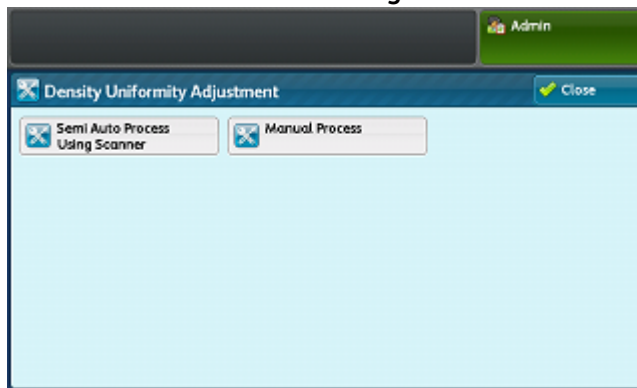 Admin
Density Uniformity Adjustment
Close
Semi Auto Process
Using Scanner
Manual Process